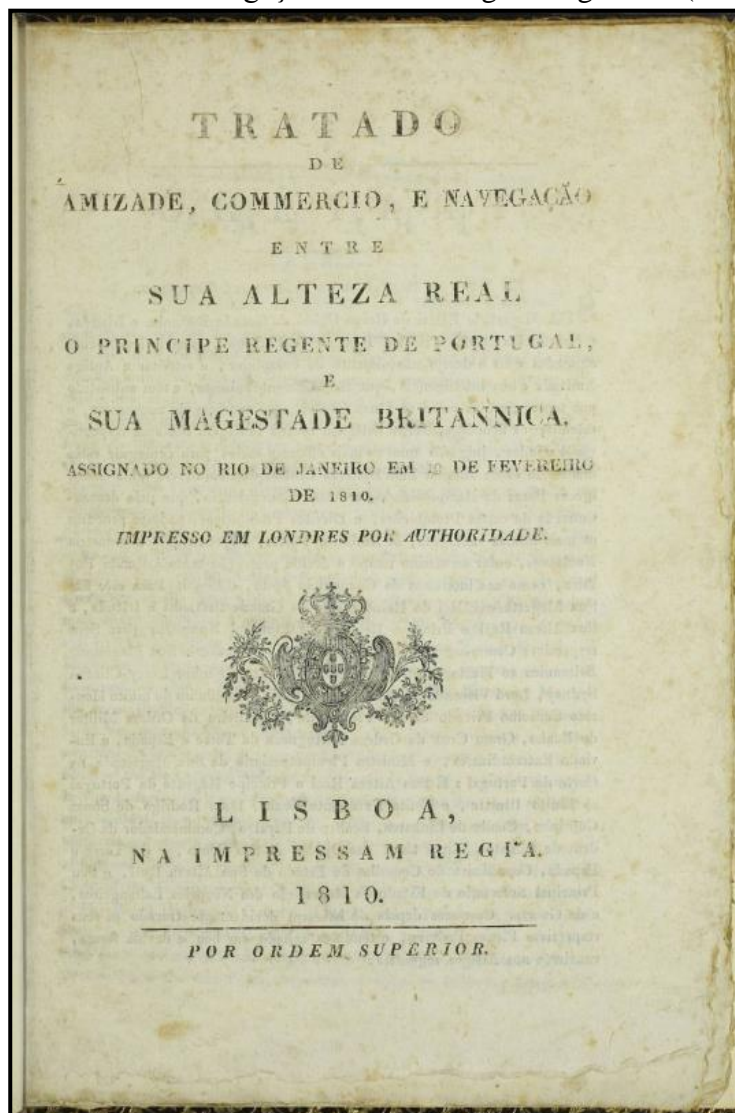 TRATADO
DE
AMIZADE, COMMERCIO, E NAVEGAÇÃO
ENTRE
SUA ALTEZA REAL
O PRINCIPE REGENTE DE PORTUGAL,
E
SUA MAGESTADE BRITANNICA.
ASSIGNADO NO RIO DE JANEIRO EM DE FEVEREIRO
DE 1810.
IMPRESSO EM LONDRES POR AUTHORIDADE.
LISBOA,
NA IMPRESSAM REGIA.
1810.
POR ORDEM SUPERIOR.